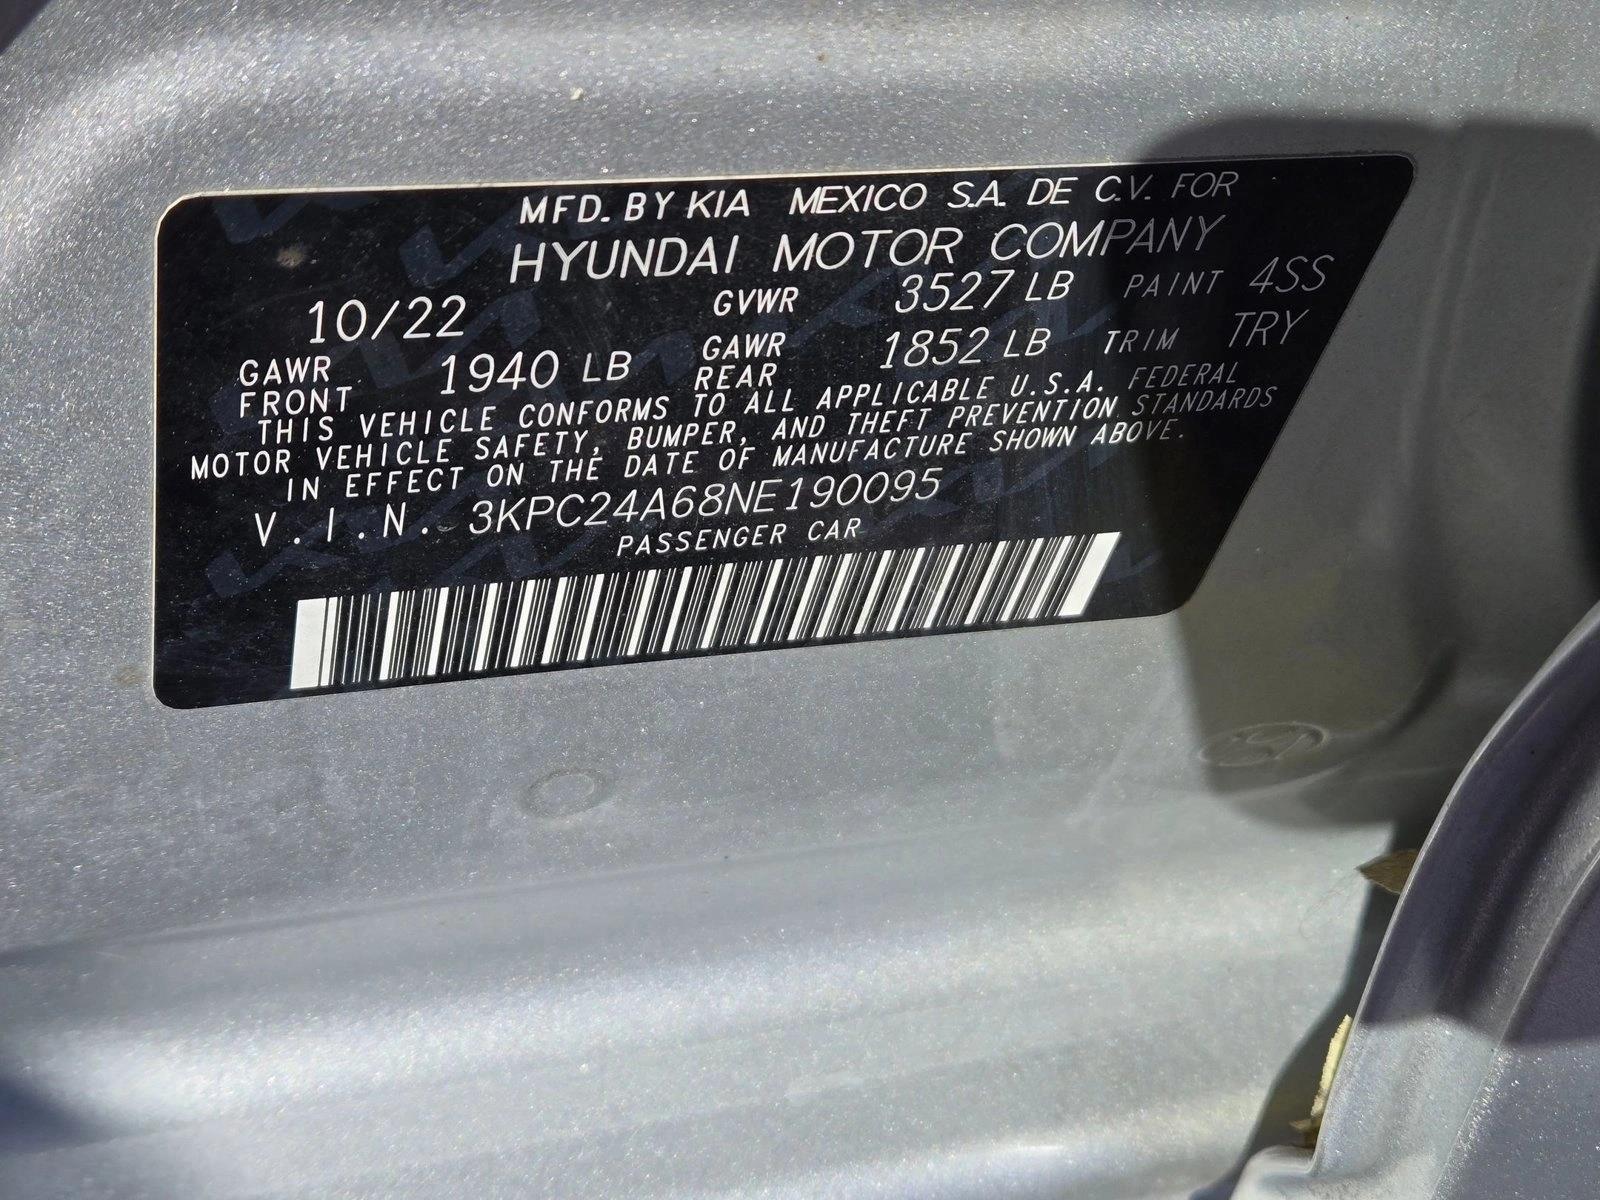 MFD. BY KIA MEXICO S.A. DE C.V. FOR
HYUNDAI MOTOR COMPANY
10/22 GVWR 3527 LB PAINT 4SS
GAWR FRONT 1940 LB GAWR REAR 1852 LB TRIM TRY
THIS VEHICLE CONFORMS TO ALL APPLICABLE U.S.A. FEDERAL
MOTOR VEHICLE SAFETY, BUMPER, AND THEFT PREVENTION STANDARDS
IN EFFECT ON THE DATE OF MANUFACTURE SHOWN ABOVE.
V.I.N. 3KPC24A68NE190095
PASSENGER CAR